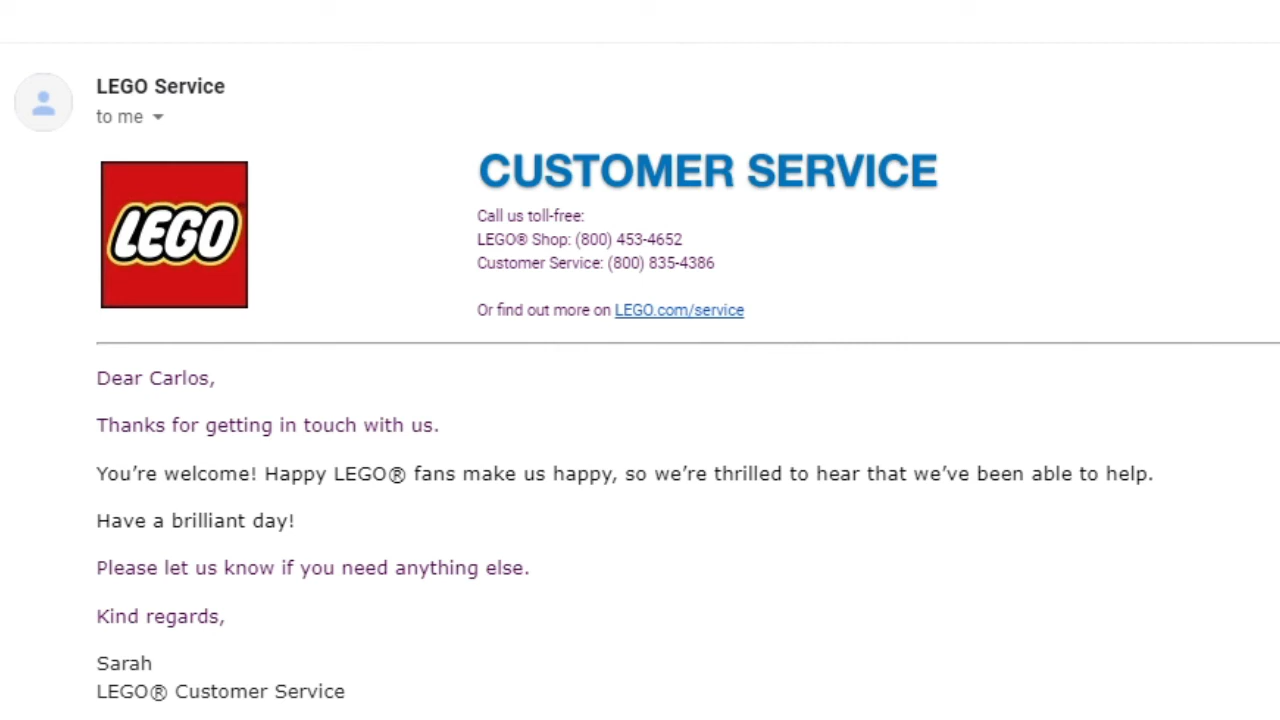 LEGO Service
to me
LEGO
CUSTOMER SERVICE
Call us toll-free:
LEGO® Shop: (800) 453-4652
Customer Service: (800) 835-4386
Or find out more on LEGO.com/service
Dear Carlos,
Thanks for getting in touch with us.
You’re welcome! Happy LEGO® fans make us happy, so we’re thrilled to hear that we’ve been able to help.
Have a brilliant day!
Please let us know if you need anything else.
Kind regards,
Sarah
LEGO® Customer Service